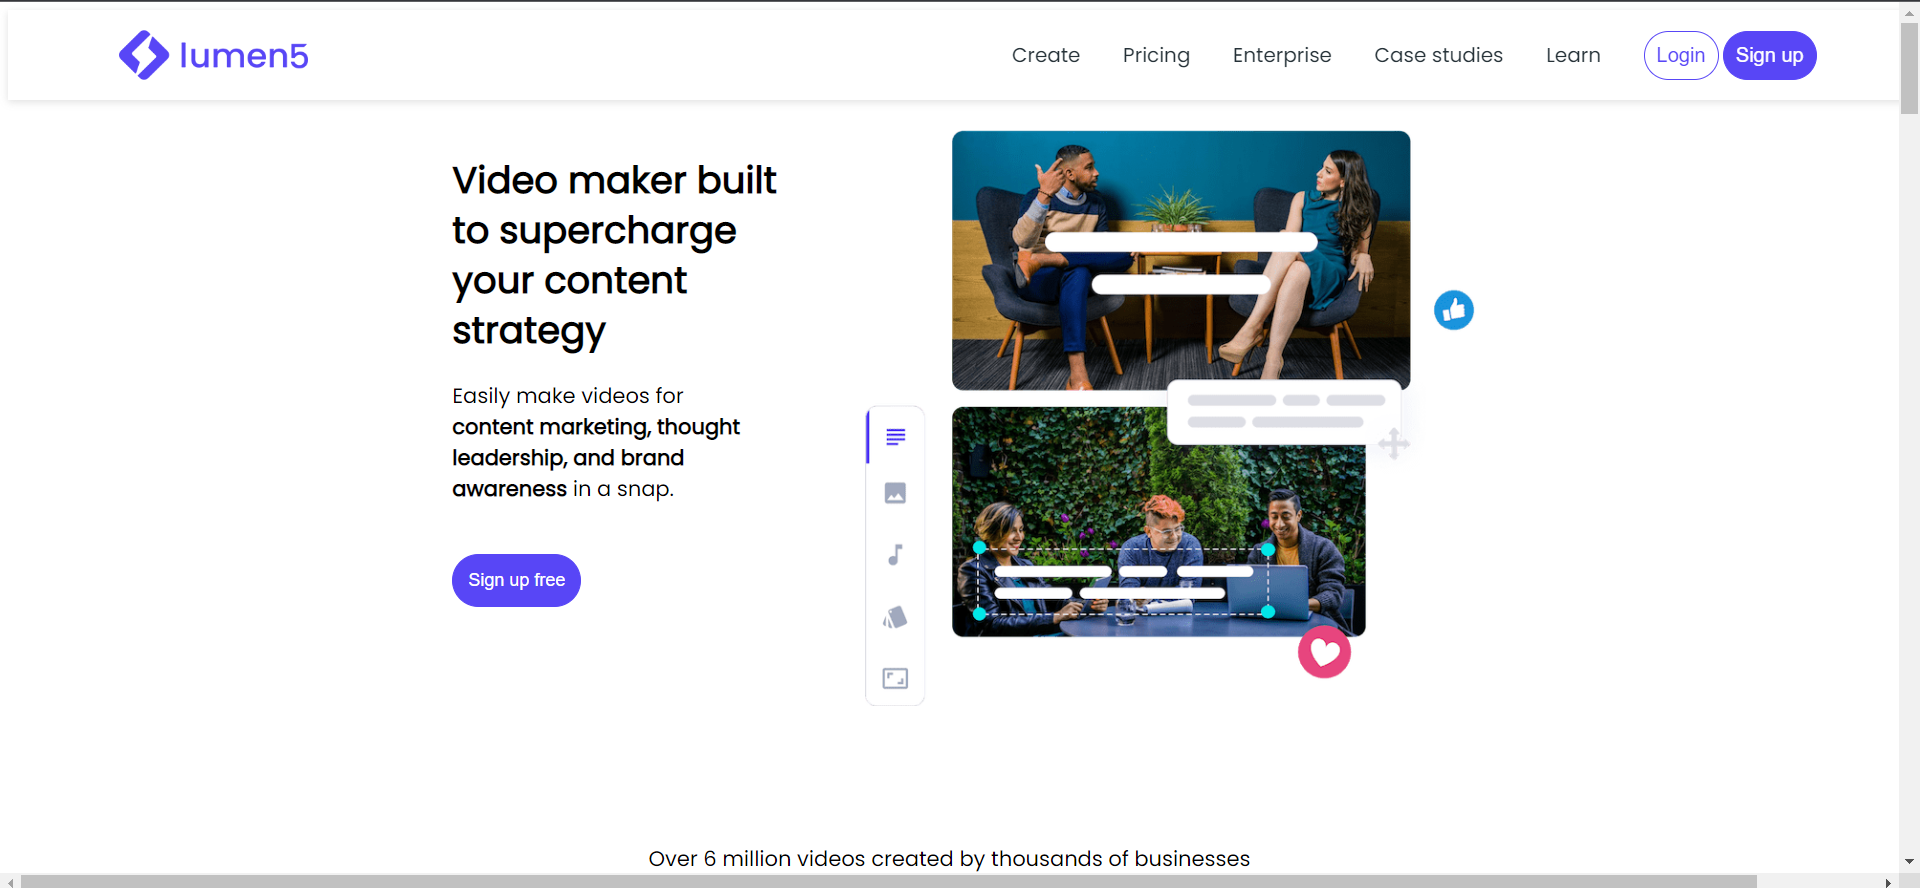 lumen5
Create Pricing Enterprise Case studies Learn Login Sign up
Video maker built
to supercharge
your content
strategy
Easily make videos for
content marketing, thought
leadership, and brand
awareness in a snap.
Sign up free
Over 6 million videos created by thousands of businesses